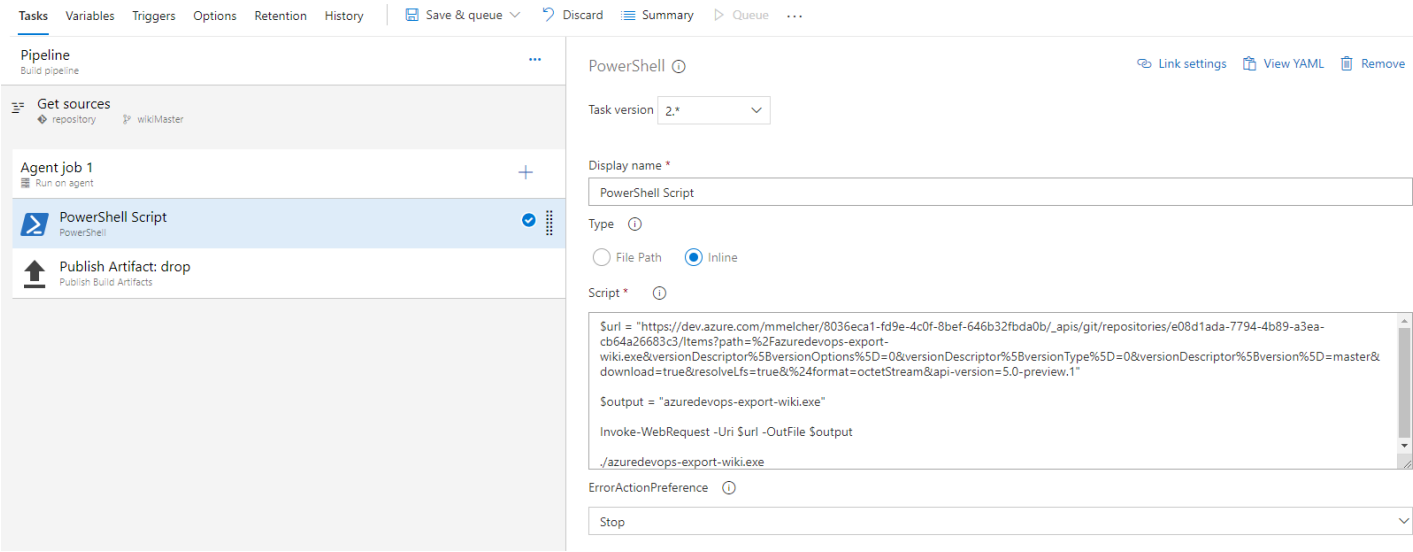 Tasks Variables Triggers Options Retention History Save & queue Discard Summary Queue ...
Pipeline
Build pipeline
Get sources
repository wikiMaster
Agent job 1
Run on agent
PowerShell Script
PowerShell
Publish Artifact: drop
Publish Build Artifacts
PowerShell Link settings View YAML Remove
Task version 2.*
Display name *
PowerShell Script
Type
File Path Inline
Script *
$url = "https://dev.azure.com/mmelcher/8036eca1-fd9e-4c0f-8bef-646b32fbda0b/_apis/git/repositories/e08d1ada-7794-4b89-a3ea-
cb64a26683c3/Items?path=%2Fazuredevops-export-
wiki.exe&versionDescriptor%5BversionOptions%5D=0&versionDescriptor%5BversionType%5D=0&versionDescriptor%5Bversion%5D=master&
download=true&resolveLfs=true&%24format=octetStream&api-version=5.0-preview.1"
$output = "azuredevops-export-wiki.exe"
Invoke-WebRequest -Uri $url -OutFile $output
./azuredevops-export-wiki.exe
ErrorActionPreference
Stop